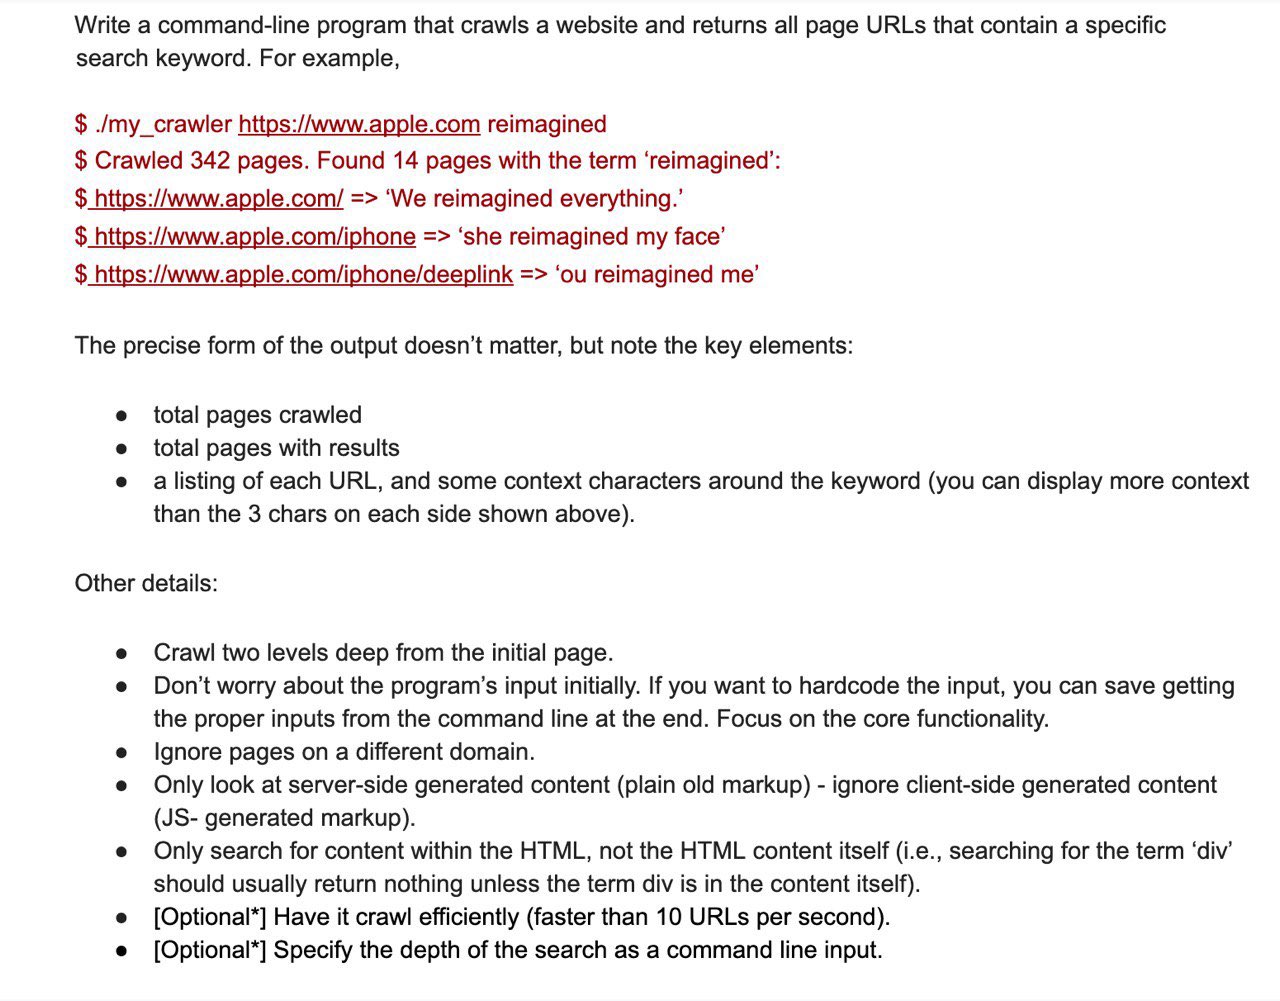 Write a command-line program that crawls a website and returns all page URLs that contain a specific
search keyword. For example,
$ ./my_crawler https://www.apple.com reimagined
$ Crawled 342 pages. Found 14 pages with the term ‘reimagined’:
$ https://www.apple.com/ => ‘We reimagined everything.’
$ https://www.apple.com/iphone => ‘she reimagined my face’
$ https://www.apple.com/iphone/deeplink => ‘ou reimagined me’
The precise form of the output doesn’t matter, but note the key elements:
● total pages crawled
● total pages with results
● a listing of each URL, and some context characters around the keyword (you can display more context
than the 3 chars on each side shown above).
Other details:
● Crawl two levels deep from the initial page.
● Don’t worry about the program’s input initially. If you want to hardcode the input, you can save getting
the proper inputs from the command line at the end. Focus on the core functionality.
● Ignore pages on a different domain.
● Only look at server-side generated content (plain old markup) - ignore client-side generated content
(JS- generated markup).
● Only search for content within the HTML, not the HTML content itself (i.e., searching for the term ‘div’
should usually return nothing unless the term div is in the content itself).
● [Optional*] Have it crawl efficiently (faster than 10 URLs per second).
● [Optional*] Specify the depth of the search as a command line input.